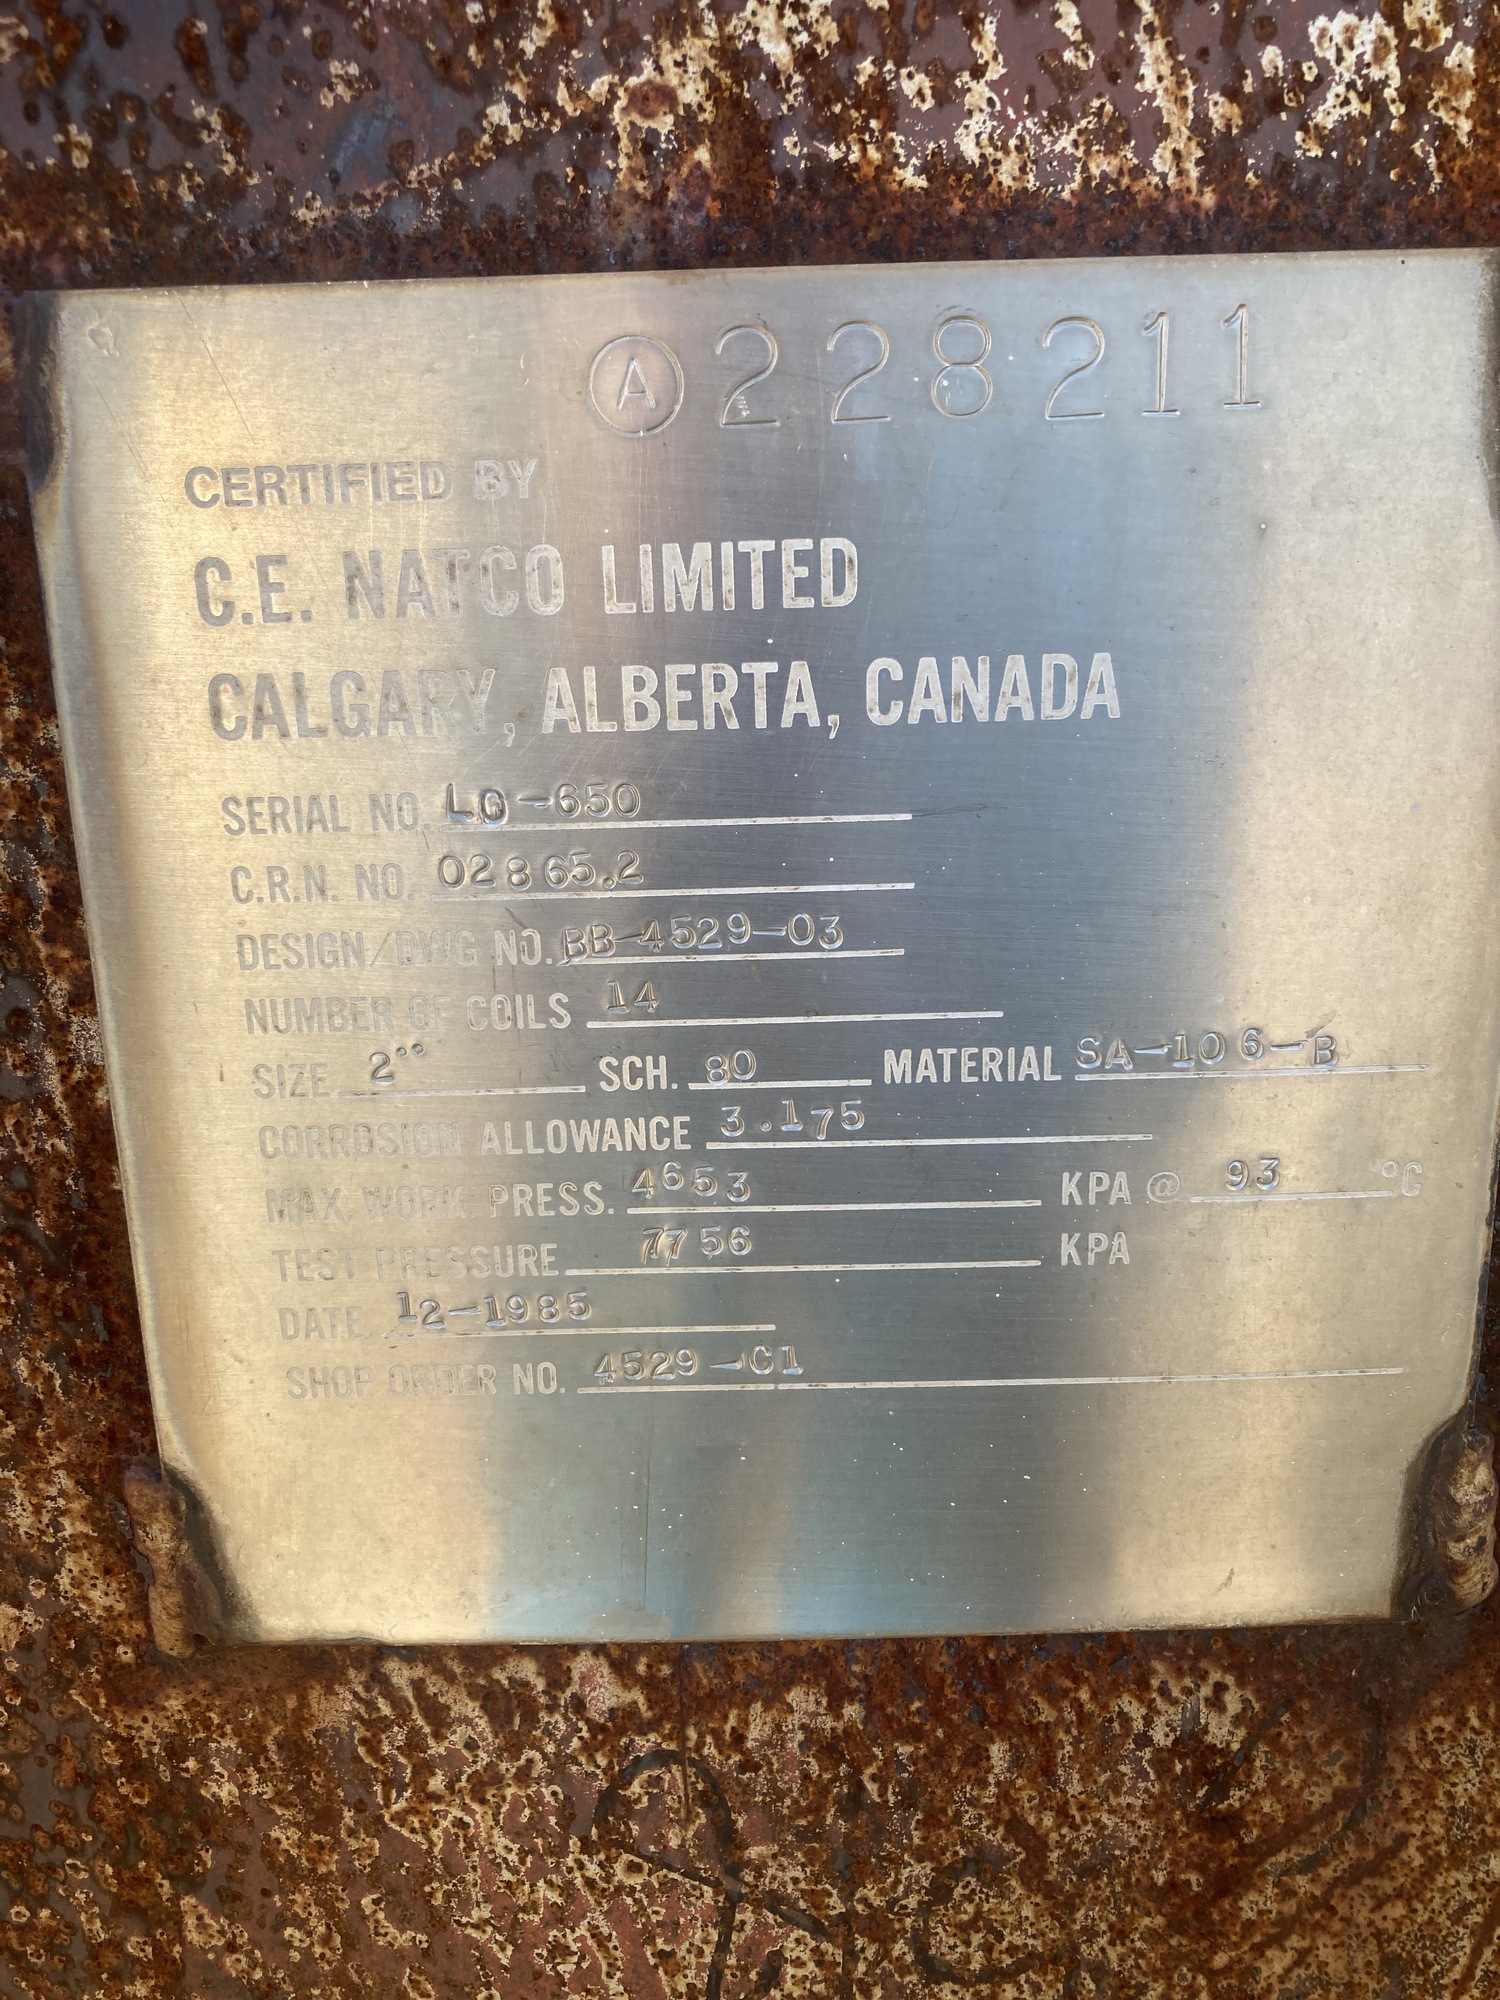 Ⓐ 228211
CERTIFIED BY
C.E. NATCO LIMITED
CALGARY, ALBERTA, CANADA
SERIAL NO. LG-650
C.R.N. NO. 02865.2
DESIGN/DWG NO. BB-4529-03
NUMBER OF COILS 14
SIZE 2" SCH. 80 MATERIAL SA-106-B
CORROSION ALLOWANCE 3.175
MAX. WORK. PRESS. 4653 KPA @ 93 °C
TEST PRESSURE 7756 KPA
DATE 12-1985
SHOP ORDER NO. 4529-C1